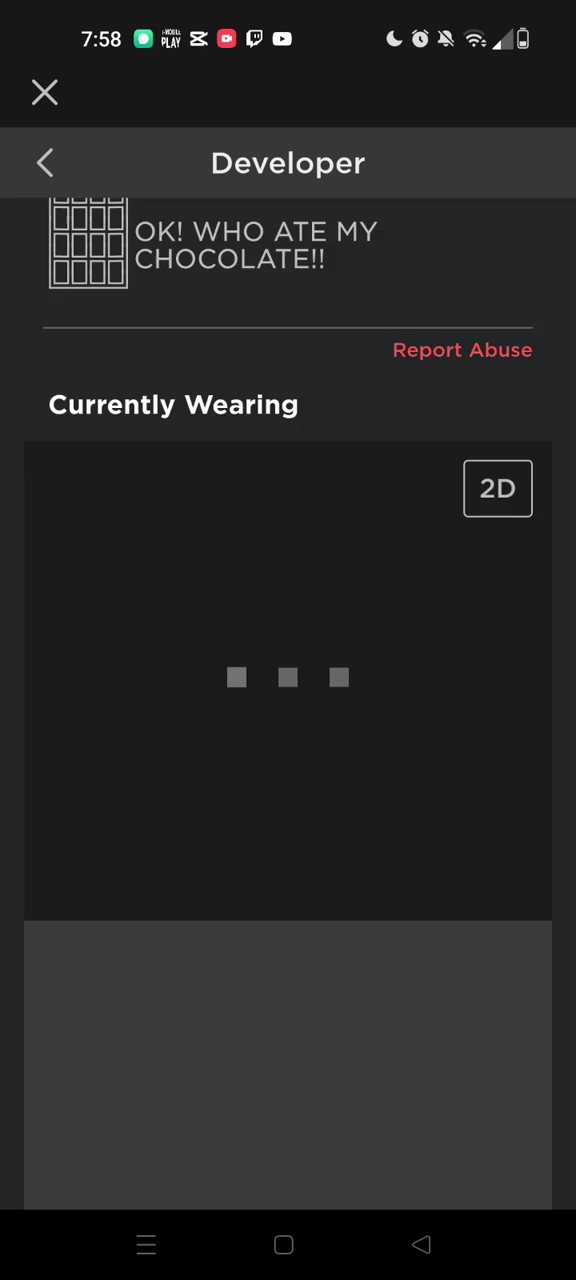 7:58
Developer
OK! WHO ATE MY
CHOCOLATE!!
Report Abuse
Currently Wearing
2D